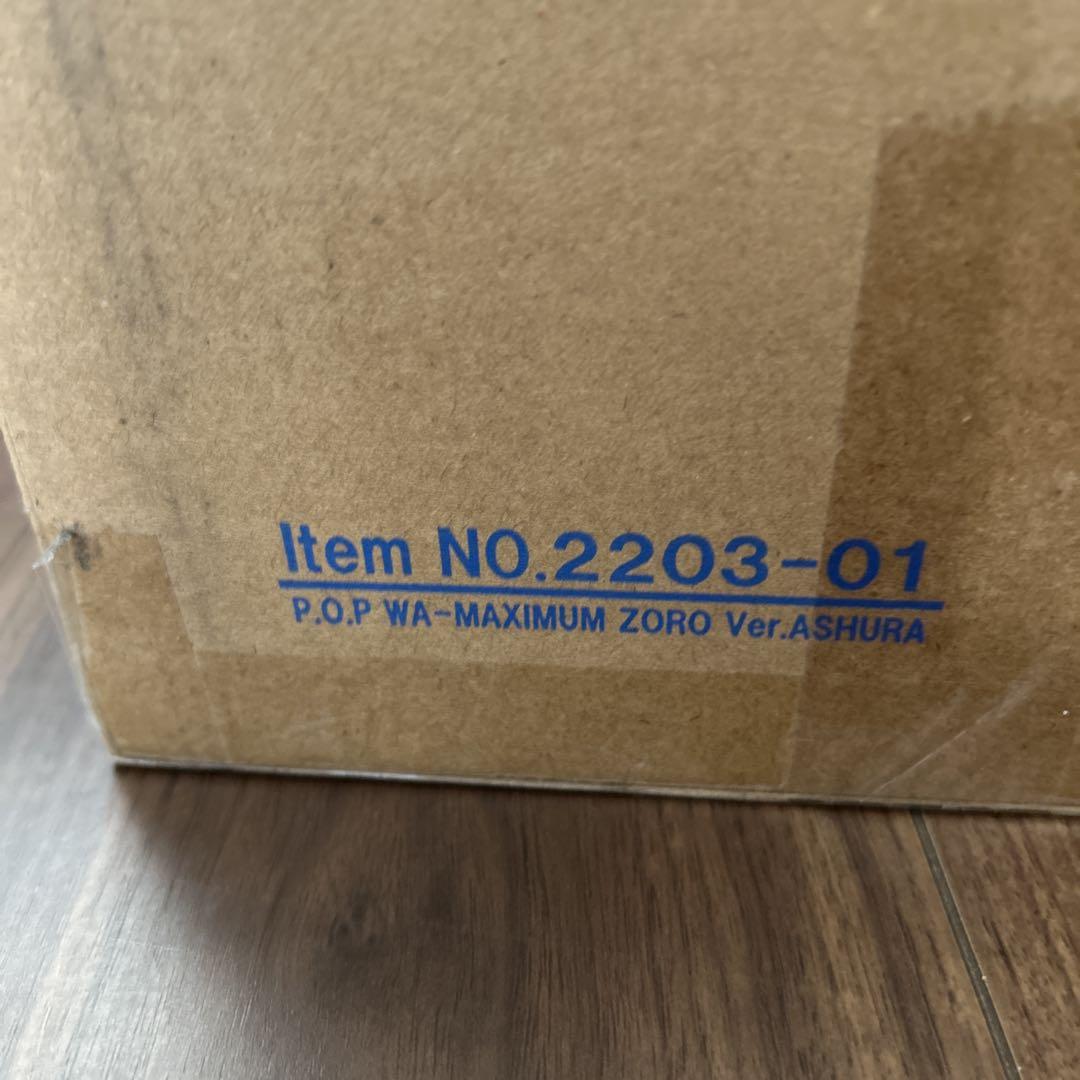 Item NO.2203-01
P.O.P WA-MAXIMUM ZORO Ver.ASHURA